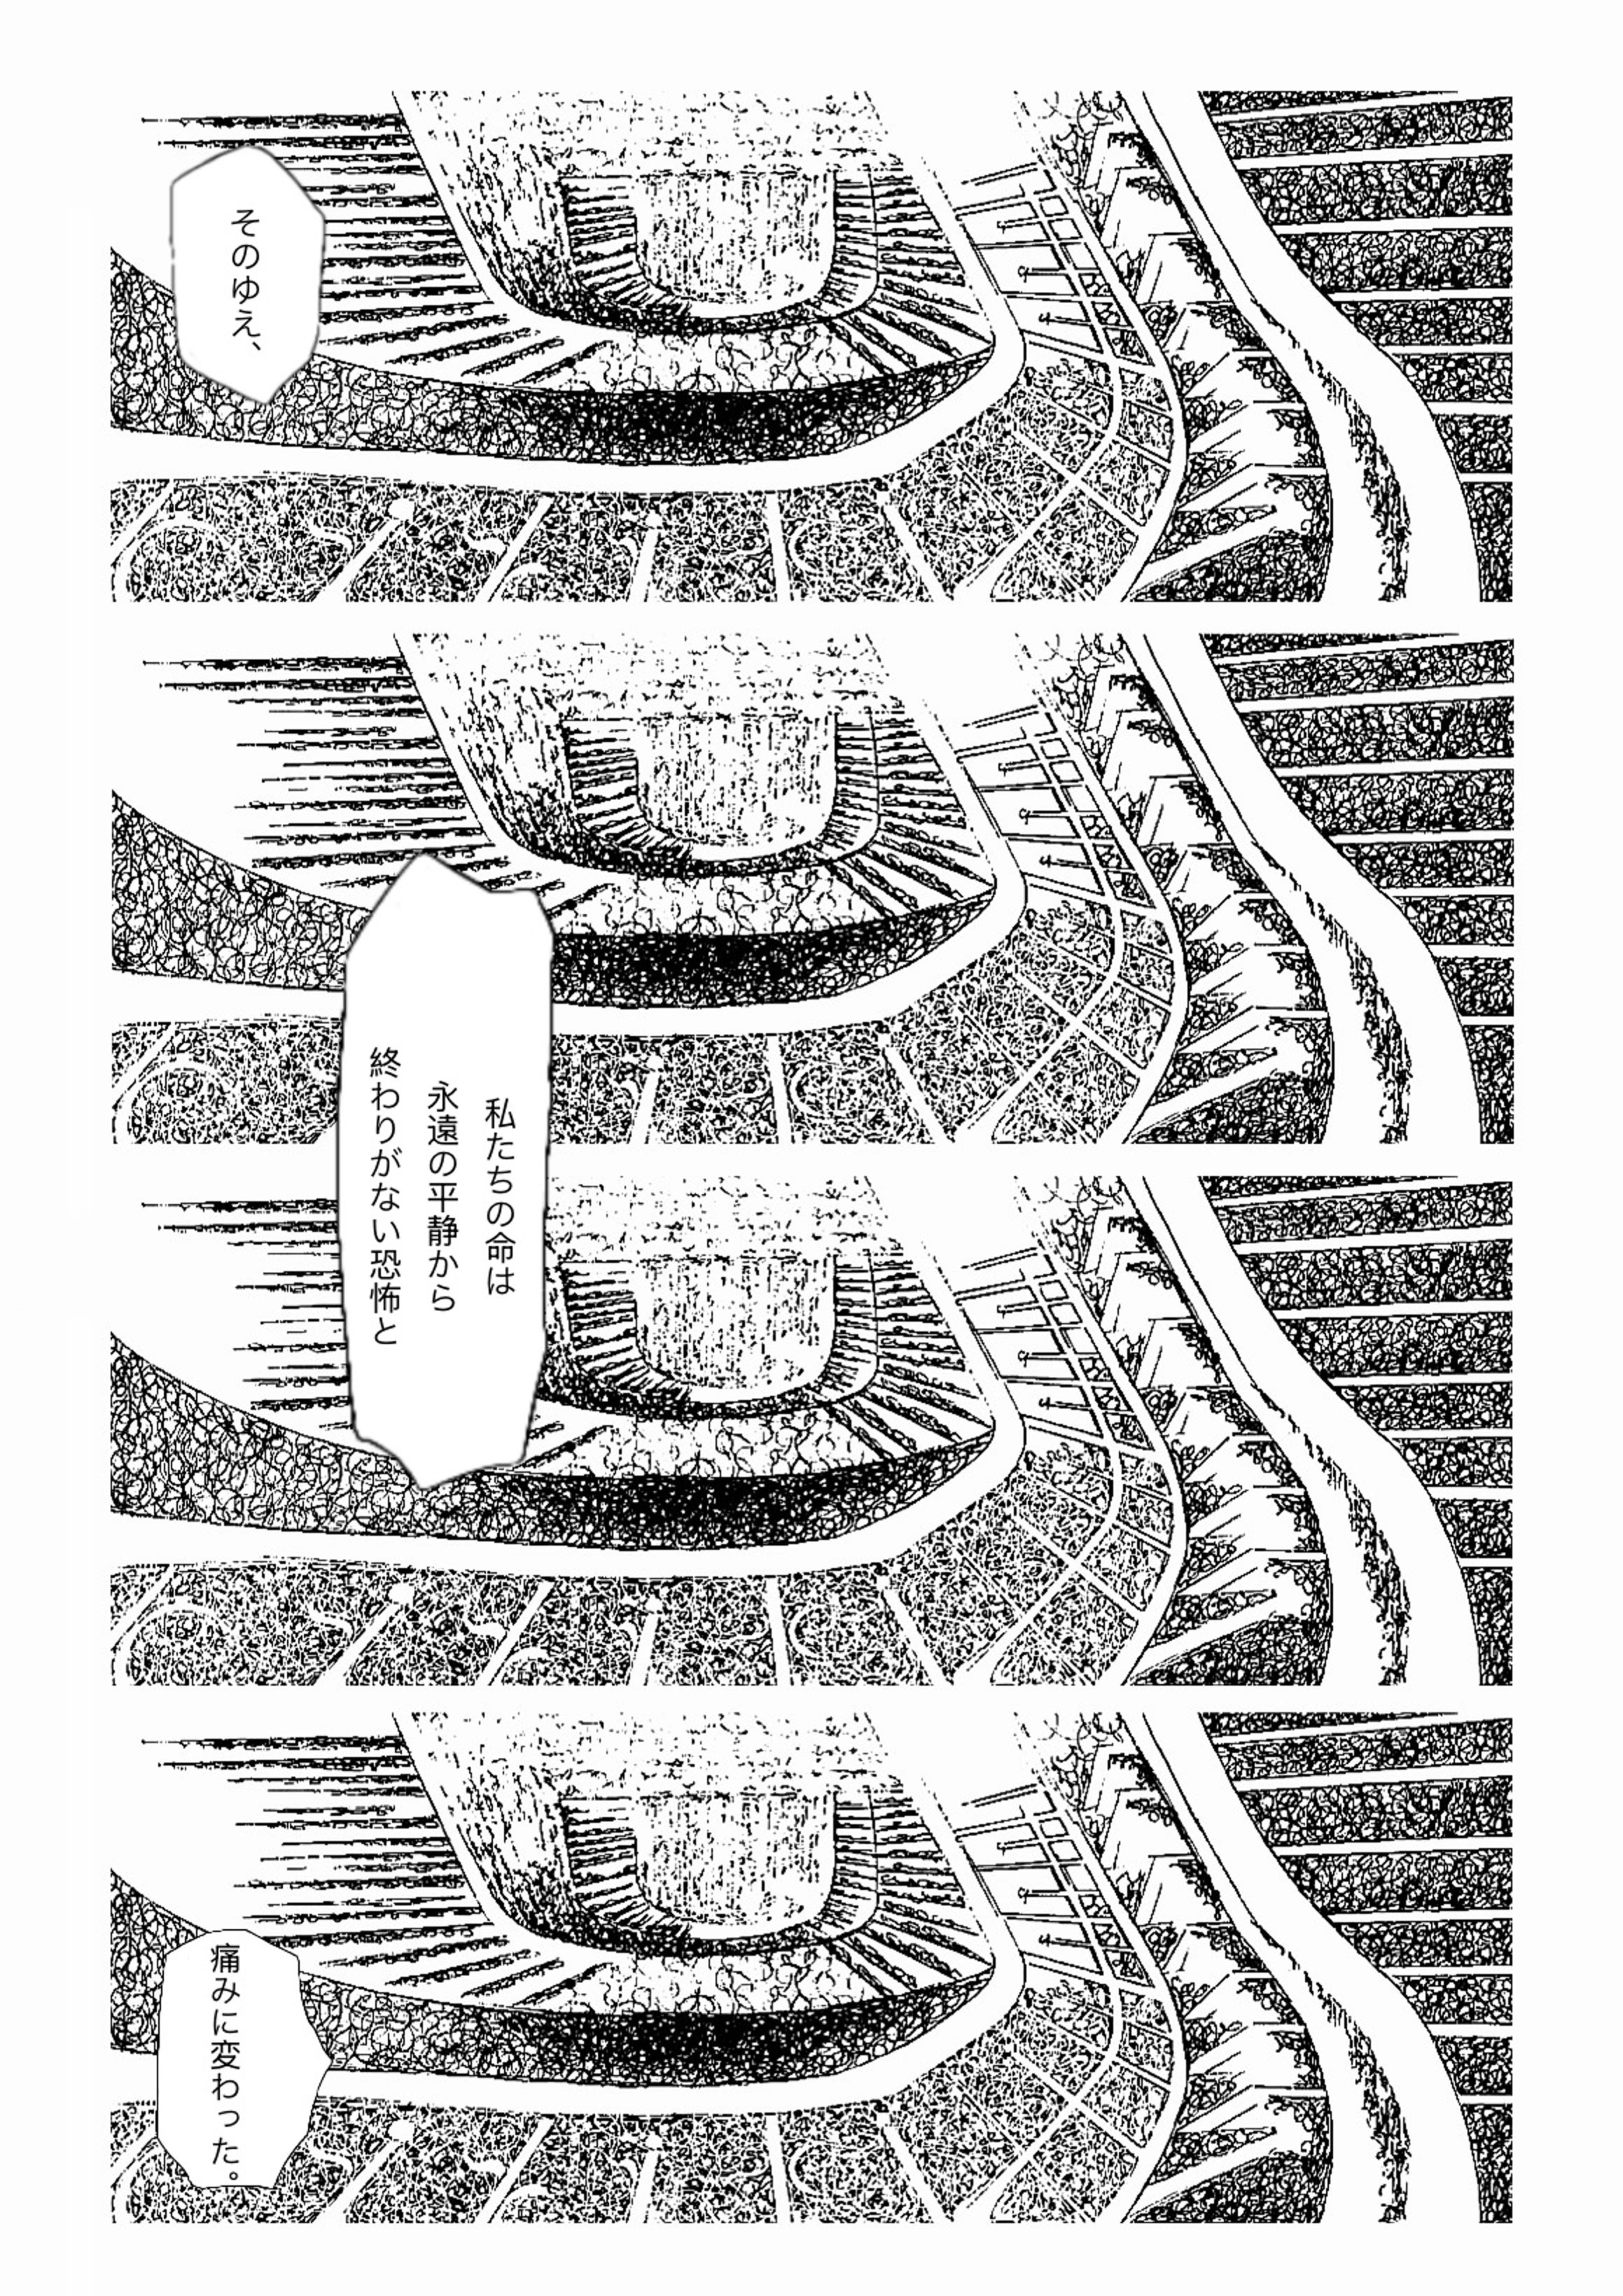 そのゆえ、
私たちの命は
永遠の平静から
終わりがない恐怖と
痛みに変わった。